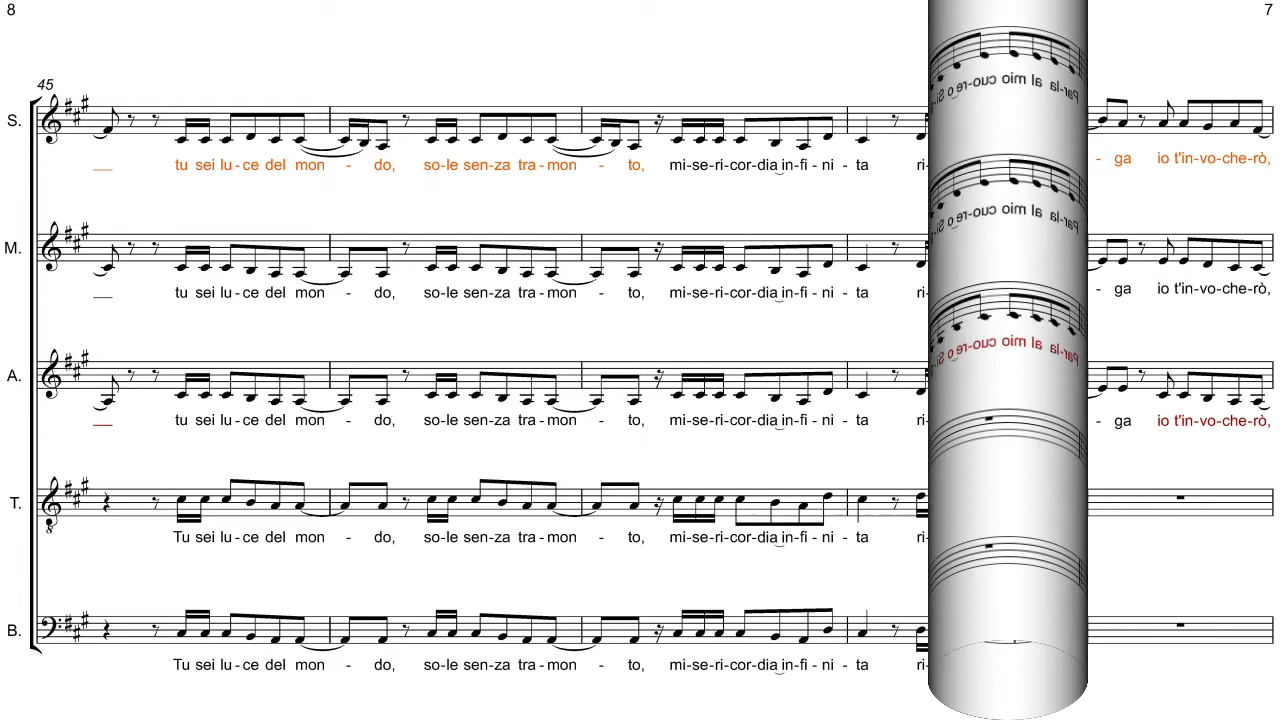 8
7
45
S.
tu sei lu-ce del mon - do, so-le sen-za tra-mon - to, mi-se-ri-cor-dia in-fi-ni-ta ri-
Par-la al mio cuo-re o Si-
- ga io t'in-vo-che-rò,
M.
tu sei lu-ce del mon - do, so-le sen-za tra-mon - to, mi-se-ri-cor-dia in-fi-ni-ta ri-
Par-la al mio cuo-re o Si-
- ga io t'in-vo-che-rò,
A.
tu sei lu-ce del mon - do, so-le sen-za tra-mon - to, mi-se-ri-cor-dia in-fi-ni-ta ri-
Par-la al mio cuo-re o Si-
- ga io t'in-vo-che-rò,
T.
Tu sei lu-ce del mon - do, so-le sen-za tra-mon - to, mi-se-ri-cor-dia in-fi-ni-ta ri-
B.
Tu sei lu-ce del mon - do, so-le sen-za tra-mon - to, mi-se-ri-cor-dia in-fi-ni-ta ri-